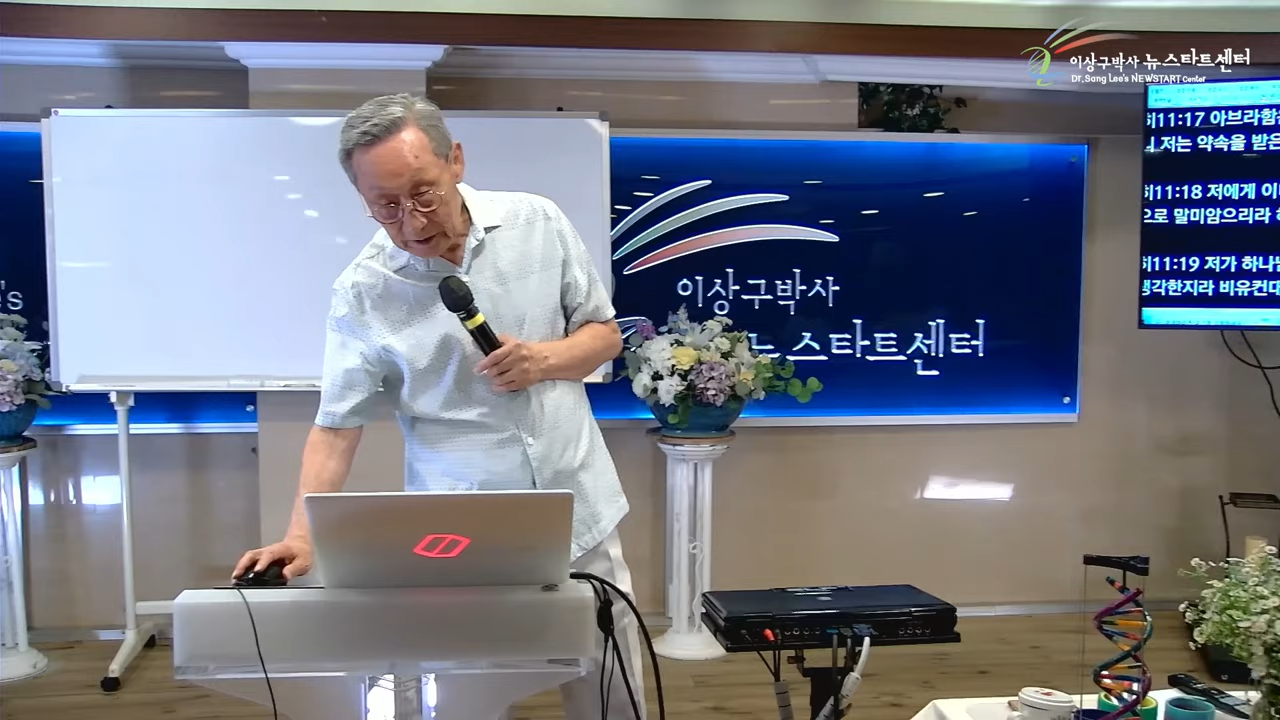 이상구박사 뉴스타트센터
Dr.Sang Lee's NEWSTART Center
히11:17 아브라함은
니 저는 약속을 받은
히11:18 저에게 이
으로 말미암으리라
히11:19 저가 하나님
생각한지라 비유컨대
's
이상구박사
뉴스타트센터